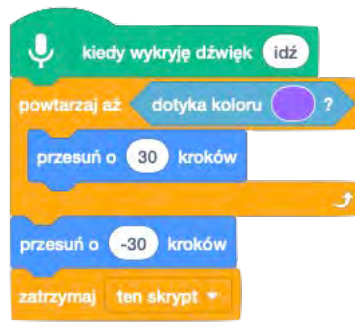 kiedy wykryję dźwięk idź
powtarzaj aż dotyka koloru ?
przesuń o 30 kroków
przesuń o -30 kroków
zatrzymaj ten skrypt